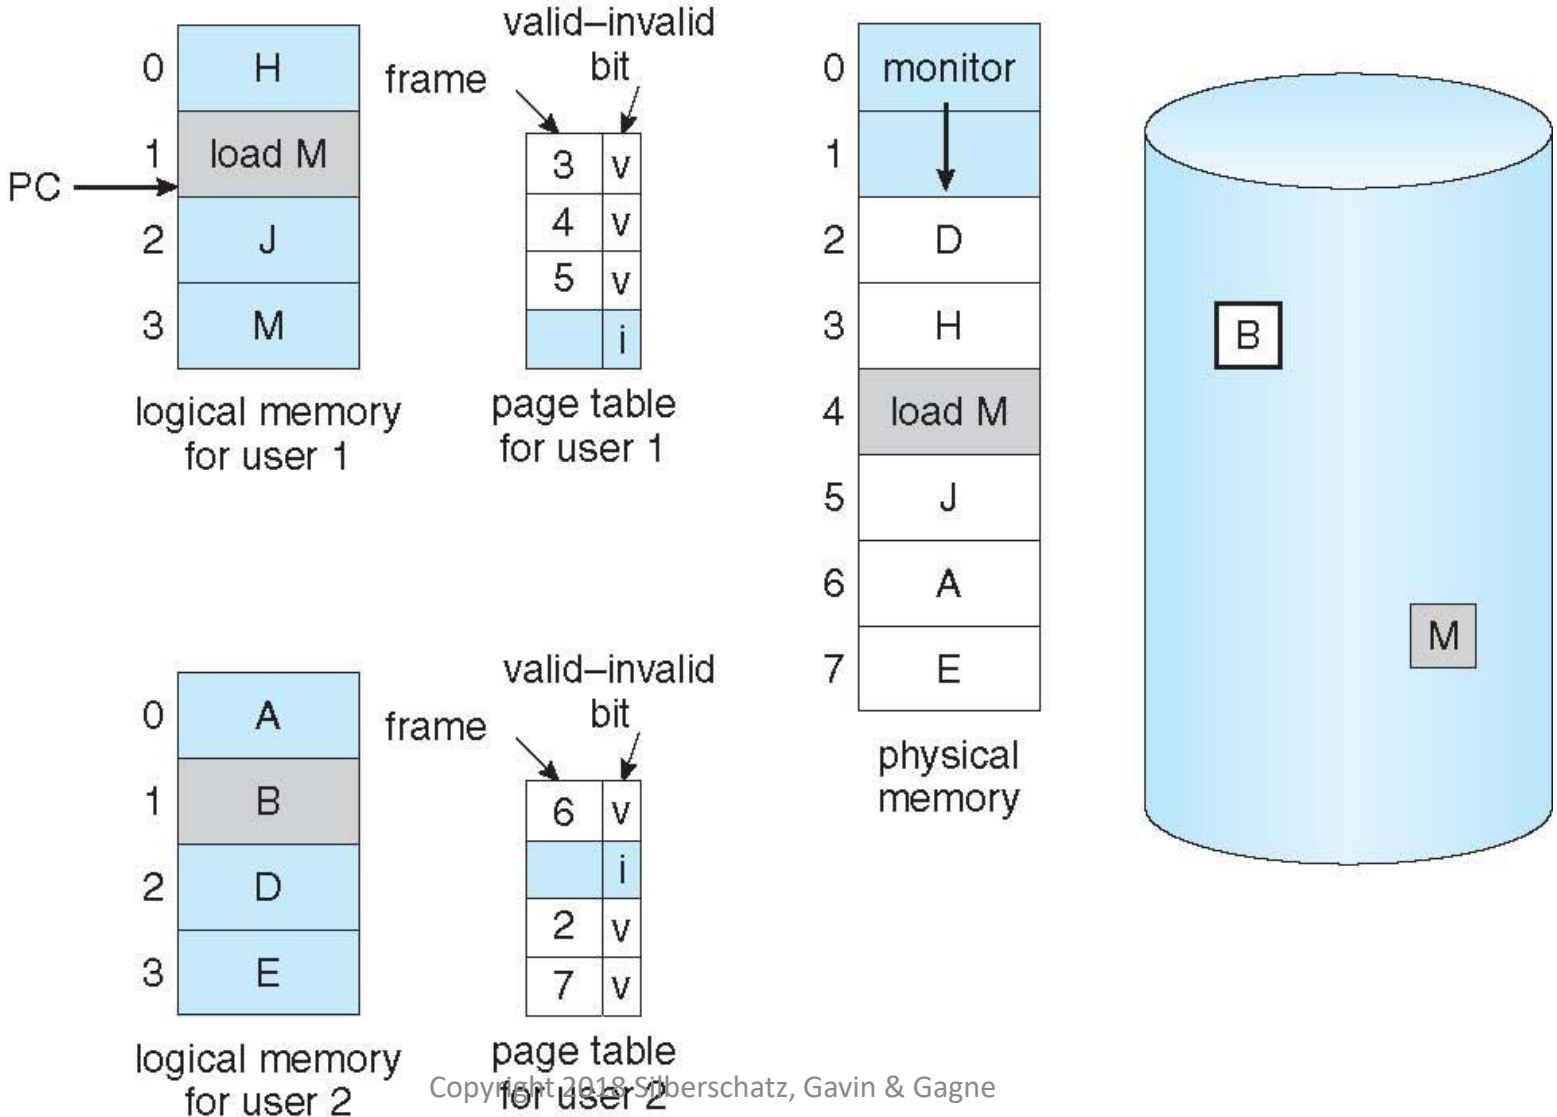 0 H
1 load M
PC
2 J
3 M
logical memory
for user 1
valid–invalid
bit
frame
3 v
4 v
5 v
i
page table
for user 1
0 monitor
1
2 D
3 H
4 load M
5 J
6 A
7 E
physical
memory
B
M
0 A
1 B
2 D
3 E
logical memory
for user 2
valid–invalid
bit
frame
6 v
i
2 v
7 v
page table
for user 2
Copyright 2018 Silberschatz, Gavin & Gagne